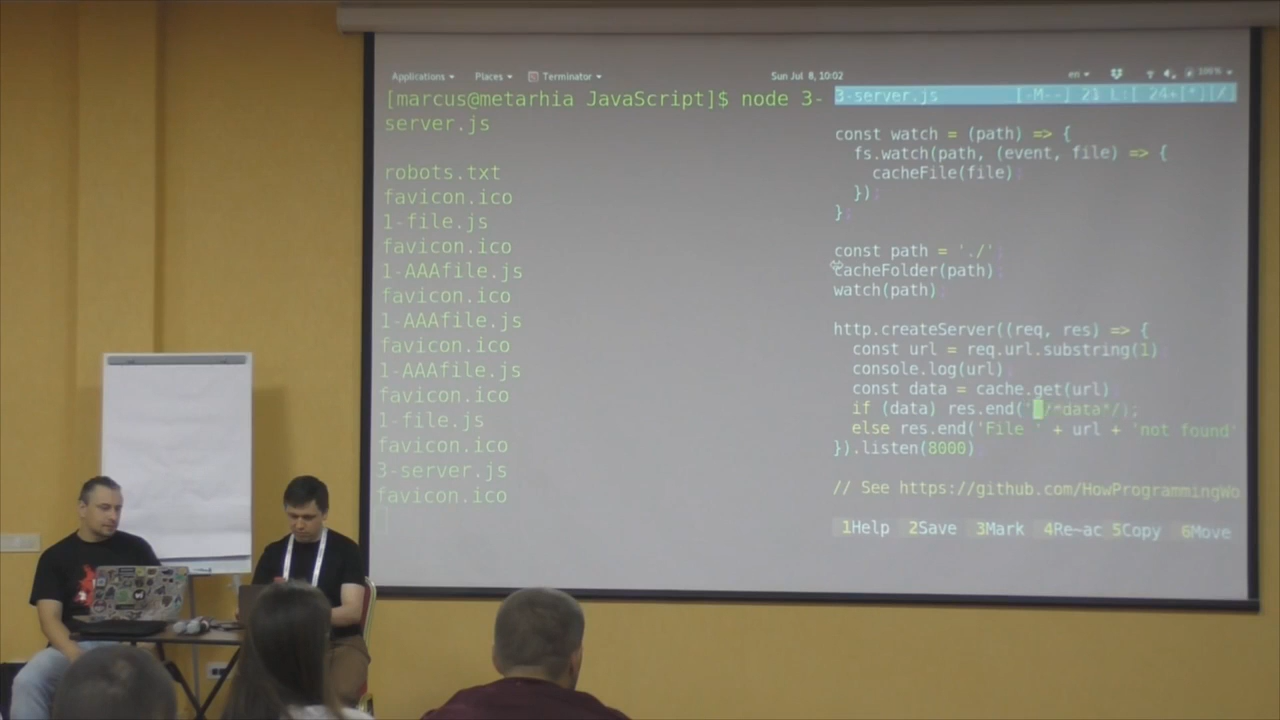 Applications Places Terminator Sun Jul 8, 10:02 en 100%
[marcus@metarhia JavaScript]$ node 3-
server.js
robots.txt
favicon.ico
1-file.js
favicon.ico
1-AAAfile.js
favicon.ico
1-AAAfile.js
favicon.ico
1-AAAfile.js
favicon.ico
1-file.js
favicon.ico
3-server.js
favicon.ico
3-server.js [-M--] 21 L:[ 24+[*][/
const watch = (path) => {
fs.watch(path, (event, file) => {
cacheFile(file);
});
};
const path = './';
cacheFolder(path);
watch(path)
http.createServer((req, res) => {
const url = req.url.substring(1);
console.log(url)
const data = cache.get(url)
if (data) res.end(' /*data*/);
else res.end('File ' + url + 'not found'
}).listen(8000)
// See https://github.com/HowProgrammingWo
1Help 2Save 3Mark 4Re~ac 5Copy 6Move